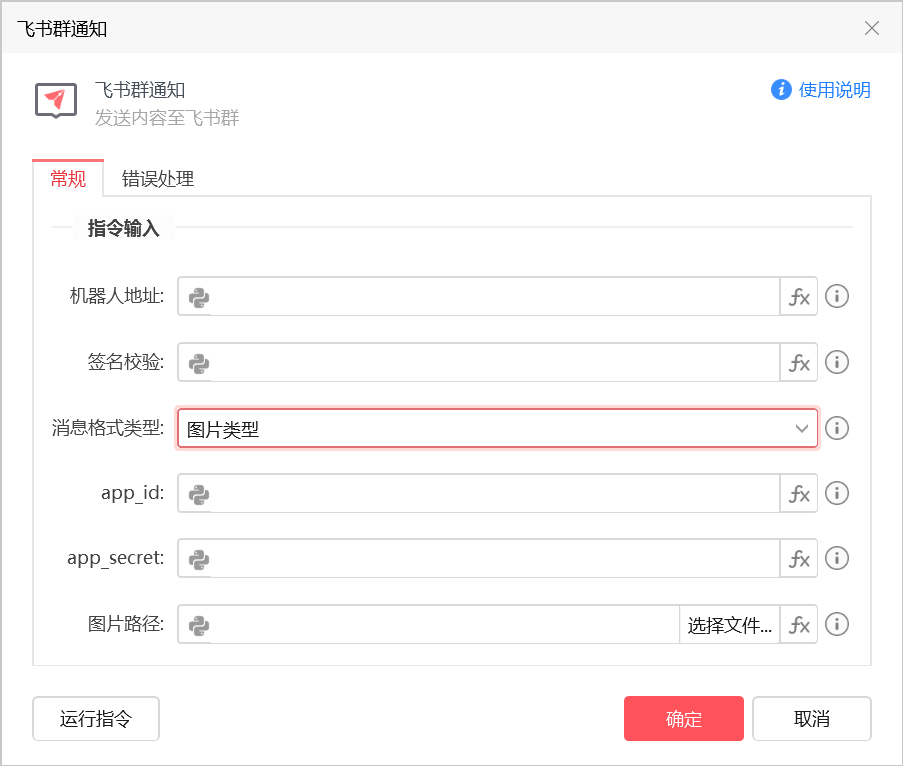 飞书群通知
飞书群通知
使用说明
发送内容至飞书群
常规 错误处理
指令输入
机器人地址: fx
签名校验: fx
消息格式类型: 图片类型
app_id: fx
app_secret: fx
图片路径: 选择文件... fx
运行指令 确定 取消